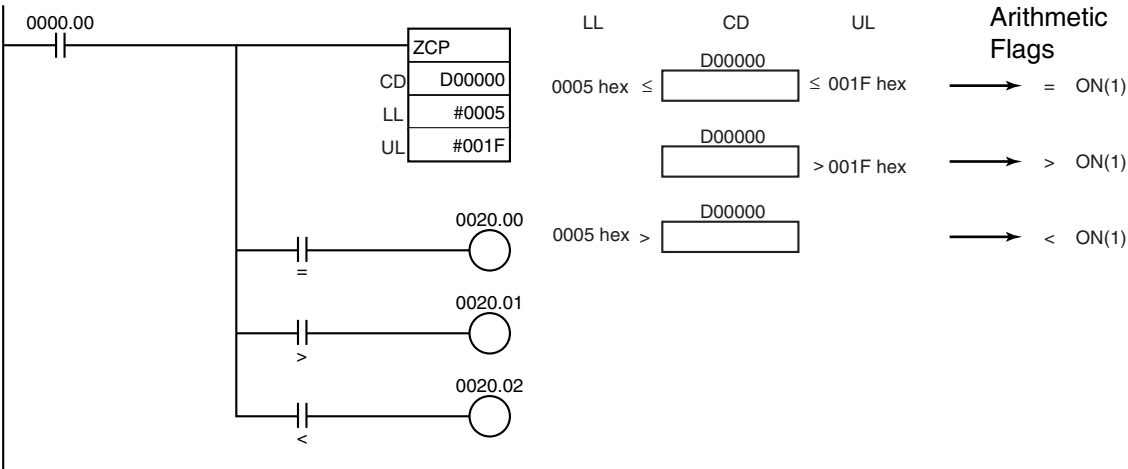 0000.00
ZCP
CD D00000
LL #0005
UL #001F
0020.00
=
0020.01
>
0020.02
<
LL CD UL Arithmetic
Flags
D00000
0005 hex ≤ ≤ 001F hex = ON(1)
D00000
> 001F hex > ON(1)
D00000
0005 hex > < ON(1)